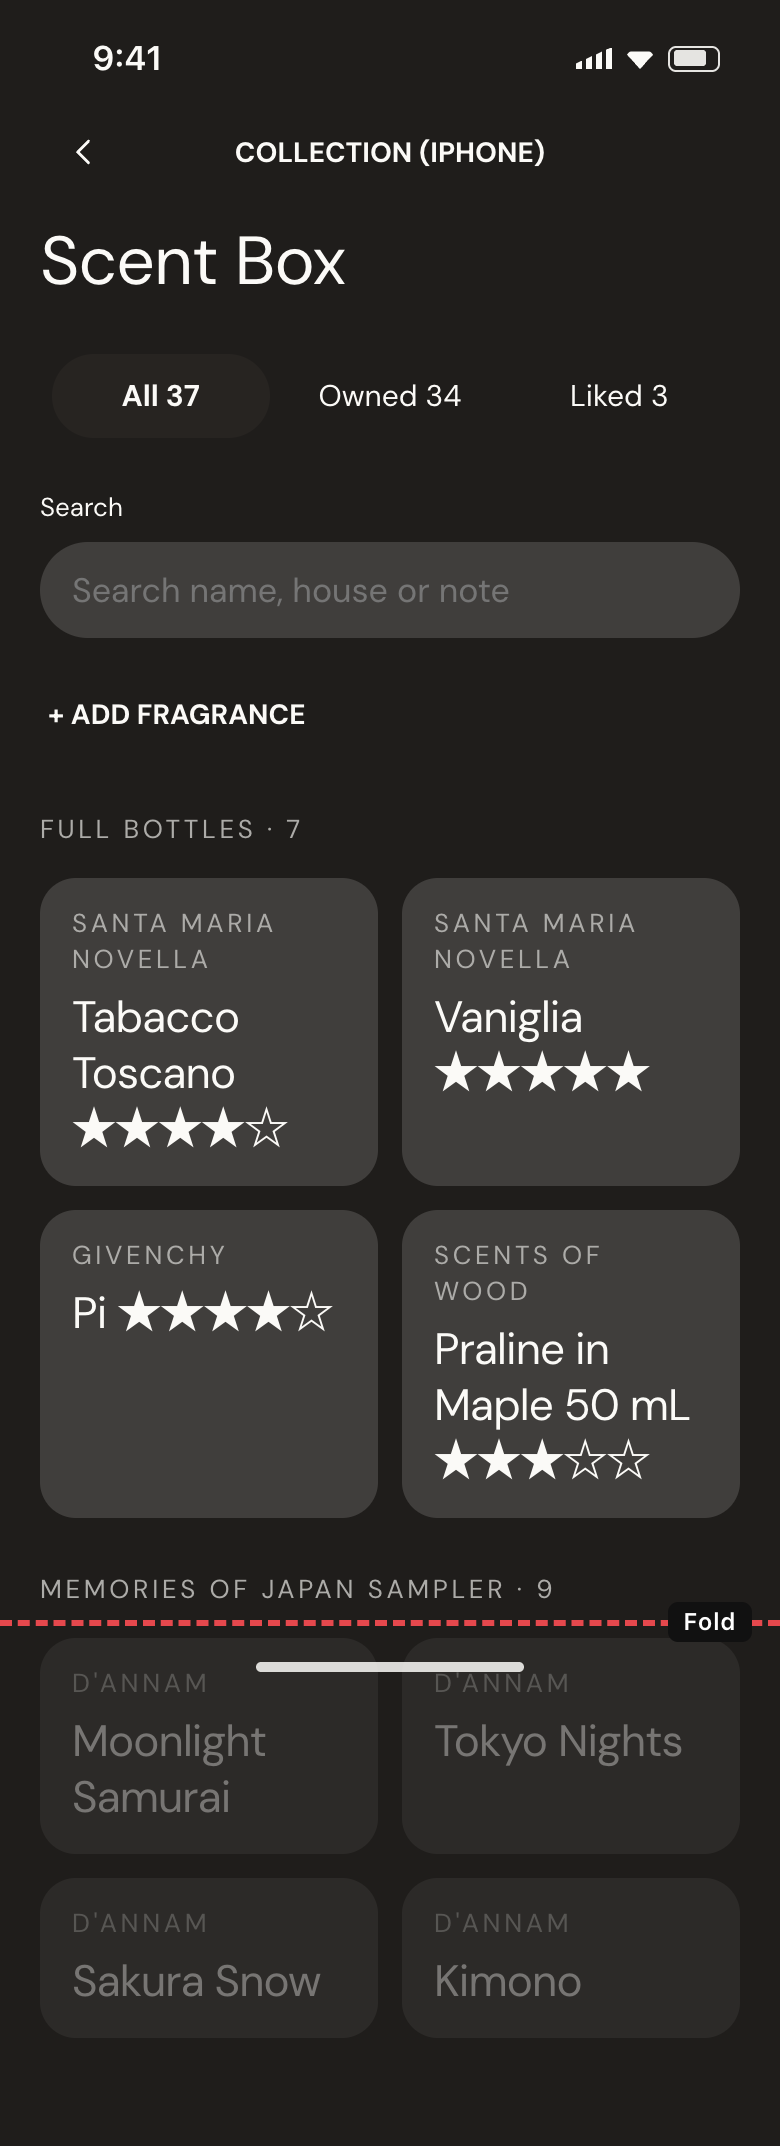 9:41
COLLECTION (IPHONE)
Scent Box
All 37
Owned 34
Liked 3
Search
Search name, house or note
+ ADD FRAGRANCE
FULL BOTTLES · 7
SANTA MARIA
NOVELLA
Tabacco
Toscano
★★★★☆
SANTA MARIA
NOVELLA
Vaniglia
★★★★★
GIVENCHY
Pi ★★★★☆
SCENTS OF
WOOD
Praline in
Maple 50 mL
★★★☆☆
MEMORIES OF JAPAN SAMPLER · 9
Fold
D'ANNAM
Moonlight
Samurai
D'ANNAM
Tokyo Nights
D'ANNAM
Sakura Snow
D'ANNAM
Kimono